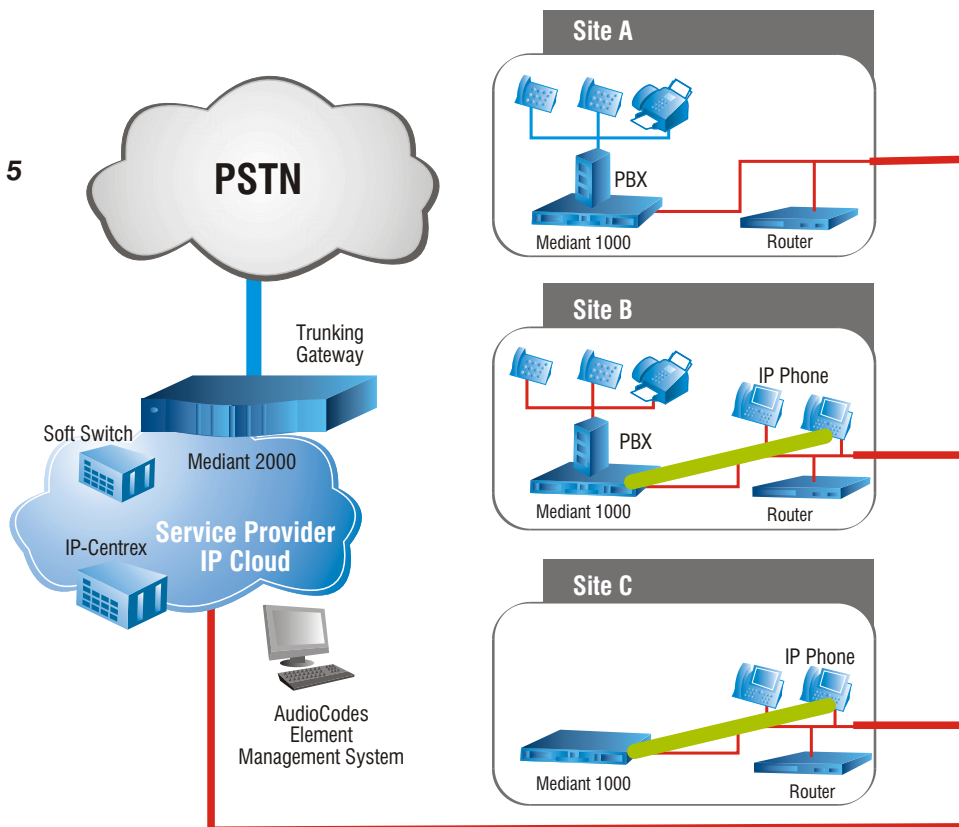 5
PSTN
Trunking
Gateway
Soft Switch
Mediant 2000
IP-Centrex
Service Provider
IP Cloud
AudioCodes
Element
Management System
Site A
PBX
Mediant 1000
Router
Site B
IP Phone
PBX
Mediant 1000
Router
Site C
IP Phone
Mediant 1000
Router